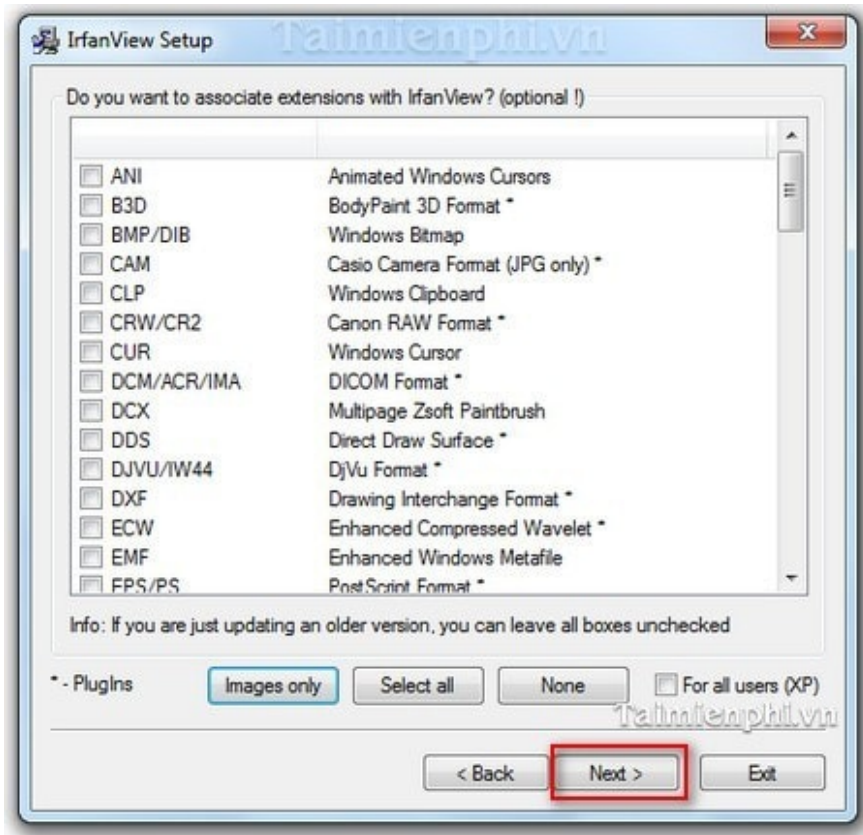 IrfanView Setup
Taimienphi.vn
Do you want to associate extensions with IrfanView? (optional !)
ANI Animated Windows Cursors
B3D BodyPaint 3D Format *
BMP/DIB Windows Bitmap
CAM Casio Camera Format (JPG only) *
CLP Windows Clipboard
CRW/CR2 Canon RAW Format *
CUR Windows Cursor
DCM/ACR/IMA DICOM Format *
DCX Multipage Zsoft Paintbrush
DDS Direct Draw Surface *
DJVU/IW44 DjVu Format *
DXF Drawing Interchange Format *
ECW Enhanced Compressed Wavelet *
EMF Enhanced Windows Metafile
EPS/PS PostScript Format *
Info: If you are just updating an older version, you can leave all boxes unchecked
* - PlugIns Images only Select all None For all users (XP)
Taimienphi.vn
< Back Next > Exit